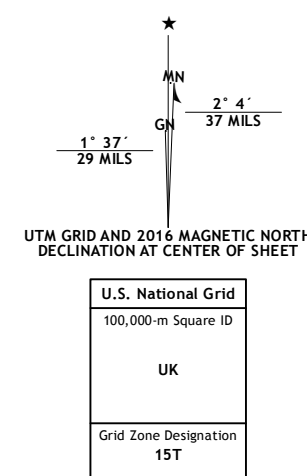 ★
MN
GN
2° 4´
37 MILS
1° 37´
29 MILS
UTM GRID AND 2016 MAGNETIC NORTH
DECLINATION AT CENTER OF SHEET
U.S. National Grid
100,000-m Square ID
UK
Grid Zone Designation
15T